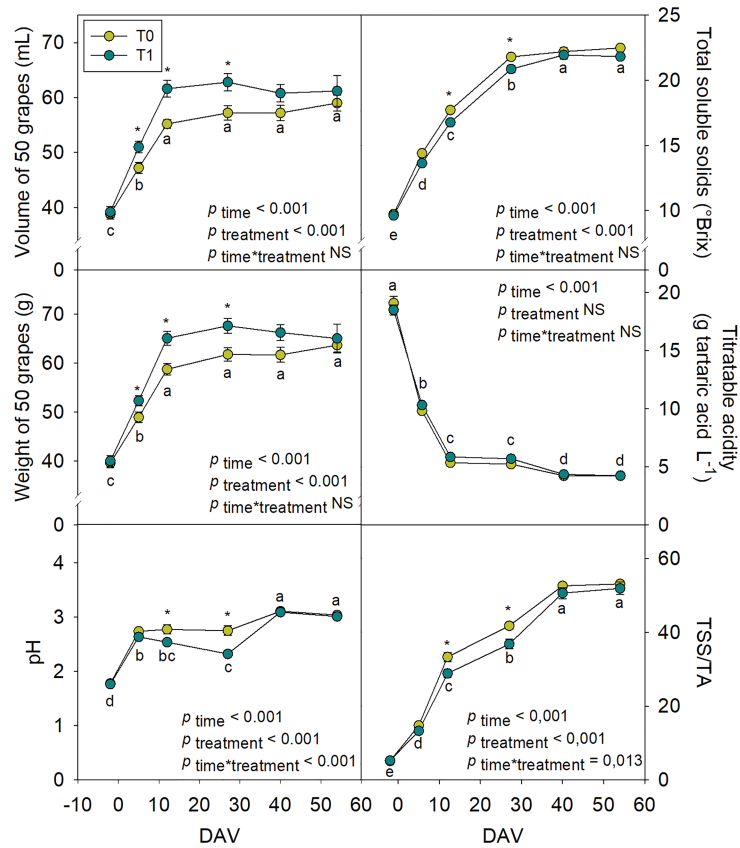 T0
T1
Volume of 50 grapes (mL)
70
60
50
40
0
*
*
*
c
b
a
a
a
a
p time < 0.001
p treatment < 0.001
p time*treatment NS
Total soluble solids (°Brix)
25
20
15
10
0
*
*
e
d
c
b
a
a
p time < 0.001
p treatment < 0.001
p time*treatment NS
Weight of 50 grapes (g)
70
60
50
40
0
*
*
*
c
b
a
a
a
a
p time < 0.001
p treatment < 0.001
p time*treatment NS
Titratable acidity
(g tartaric acid L-1)
20
15
10
5
0
a
b
c
c
d
d
p time < 0.001
p treatment NS
p time*treatment NS
pH
4
3
2
1
0
*
*
d
b
bc
c
a
a
p time < 0.001
p treatment < 0.001
p time*treatment < 0.001
TSS/TA
60
40
20
0
*
*
e
d
c
b
a
a
p time < 0,001
p treatment < 0,001
p time*treatment = 0,013
-10 0 10 20 30 40 50 60
DAV
0 10 20 30 40 50 60
DAV